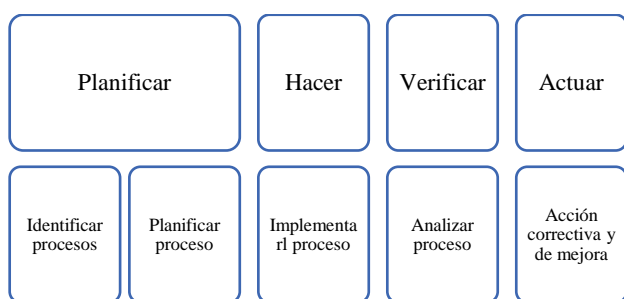 Planificar
Hacer
Verificar
Actuar
Identificar
procesos
Planificar
proceso
Implementa
rl proceso
Analizar
proceso
Acción
correctiva y
de mejora